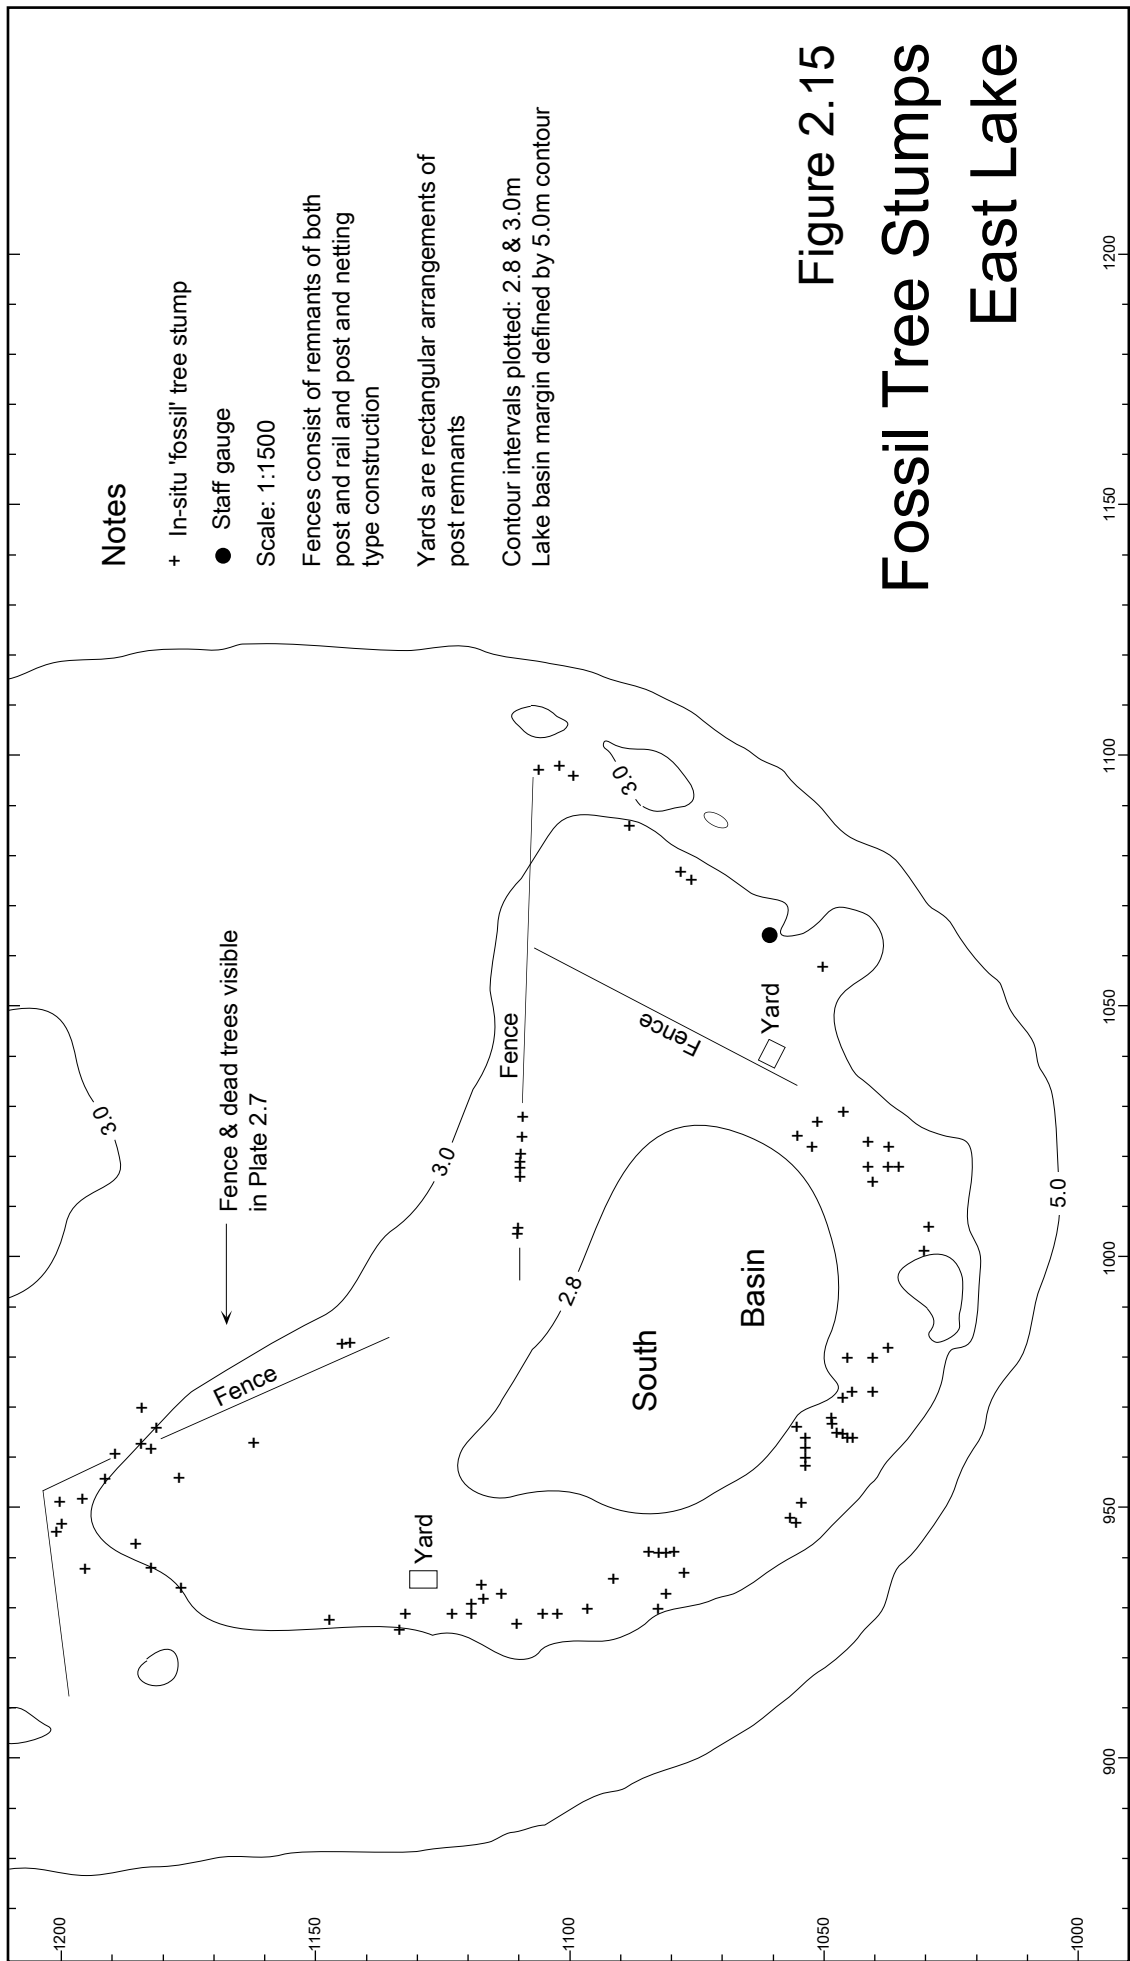 Figure 2.15
Fossil Tree Stumps
East Lake
Notes
+ In-situ 'fossil' tree stump
● Staff gauge
Scale: 1:1500
Fences consist of remnants of both
post and rail and post and netting
type construction
Yards are rectangular arrangements of
post remnants
Contour intervals plotted: 2.8 & 3.0m
Lake basin margin defined by 5.0m contour
Fence & dead trees visible
in Plate 2.7
3.0
3.0
3.0
2.8
5.0
Fence
Fence
Fence
Yard
Yard
South
Basin
1200
1150
1100
1050
1000
900
950
1000
1050
1100
1150
1200